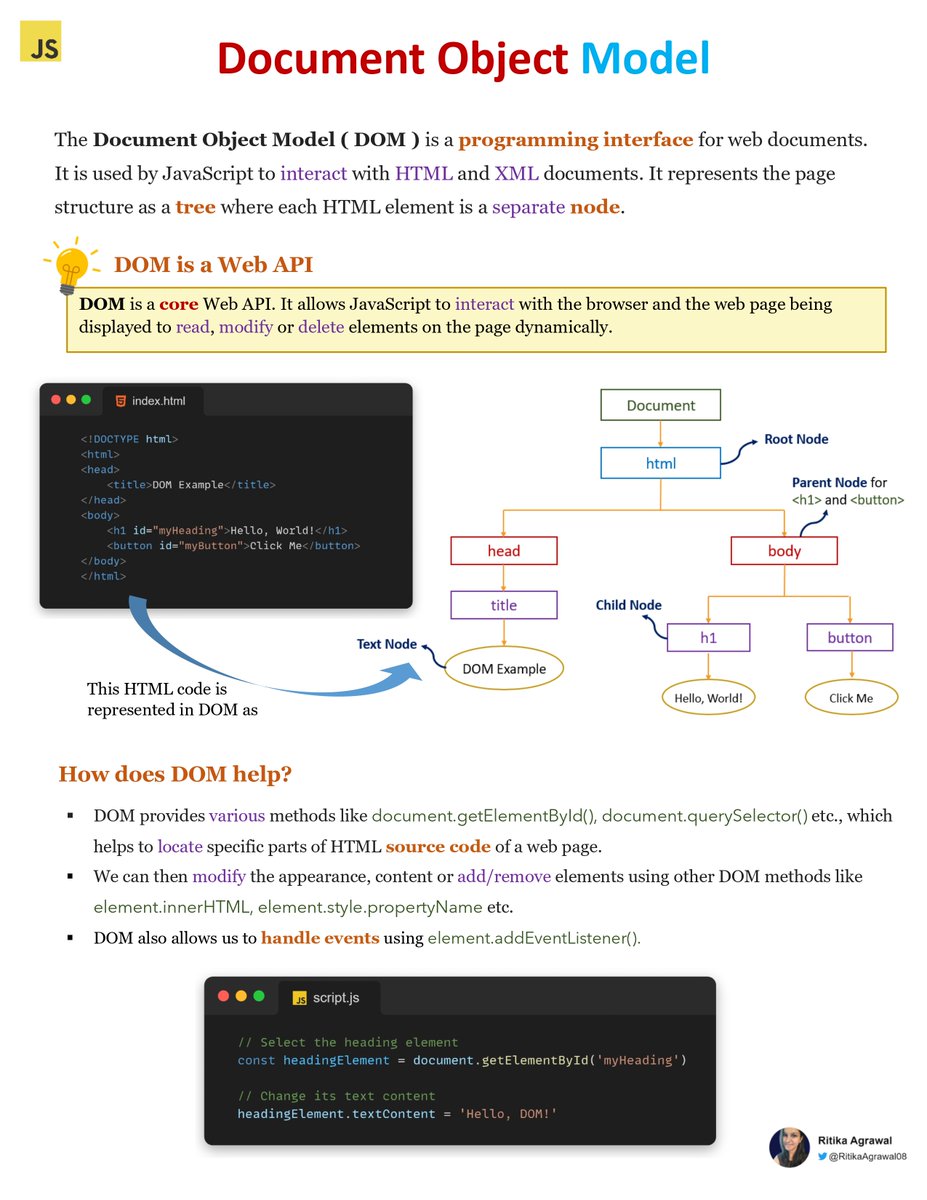 JS
Document Object Model
The Document Object Model ( DOM ) is a programming interface for web documents.
It is used by JavaScript to interact with HTML and XML documents. It represents the page
structure as a tree where each HTML element is a separate node.
DOM is a Web API
DOM is a core Web API. It allows JavaScript to interact with the browser and the web page being
displayed to read, modify or delete elements on the page dynamically.
index.html
<!DOCTYPE html>
<html>
<head>
    <title>DOM Example</title>
</head>
<body>
    <h1 id="myHeading">Hello, World!</h1>
    <button id="myButton">Click Me</button>
</body>
</html>
This HTML code is
represented in DOM as
Document
html
Root Node
Parent Node for
<h1> and <button>
head
body
title
Child Node
h1
button
Text Node
DOM Example
Hello, World!
Click Me
How does DOM help?
▪ DOM provides various methods like document.getElementById(), document.querySelector() etc., which
helps to locate specific parts of HTML source code of a web page.
▪ We can then modify the appearance, content or add/remove elements using other DOM methods like
element.innerHTML, element.style.propertyName etc.
▪ DOM also allows us to handle events using element.addEventListener().
JS script.js
// Select the heading element
const headingElement = document.getElementById('myHeading')
// Change its text content
headingElement.textContent = 'Hello, DOM!'
Ritika Agrawal
@RitikaAgrawal08